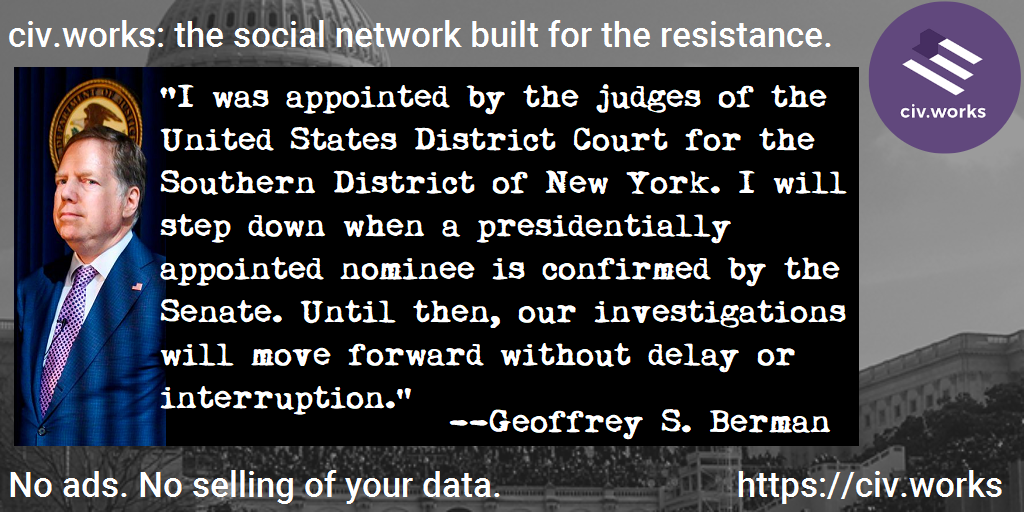 civ.works: the social network built for the resistance.
civ.works
"I was appointed by the judges of the
United States District Court for the
Southern District of New York. I will
step down when a presidentially
appointed nominee is confirmed by the
Senate. Until then, our investigations
will move forward without delay or
interruption."
--Geoffrey S. Berman
No ads. No selling of your data.
https://civ.works